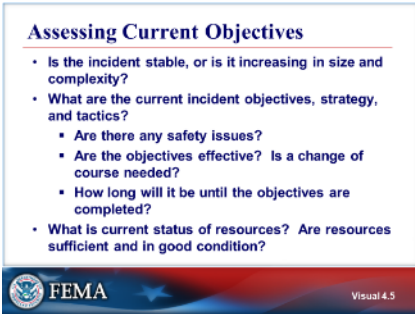 Assessing Current Objectives
• Is the incident stable, or is it increasing in size and
complexity?
• What are the current incident objectives, strategy,
and tactics?
▪ Are there any safety issues?
▪ Are the objectives effective?  Is a change of
course needed?
▪ How long will it be until the objectives are
completed?
• What is current status of resources?  Are resources
sufficient and in good condition?
FEMA
Visual 4.5